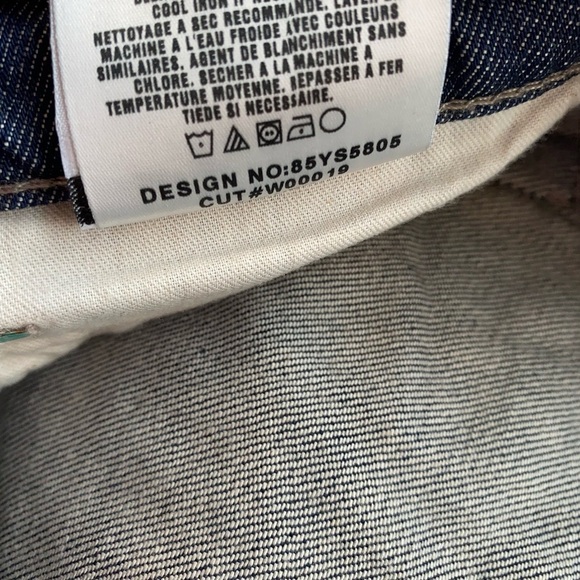 COOL IRON IF
NETTOYAGE A SEC RECOMMANDE. LAVER A
MACHINE A L'EAU FROIDE AVEC COULEURS
SIMILAIRES. AGENT DE BLANCHIMENT SANS
CHLORE. SECHER A LA MACHINE A
TEMPERATURE MOYENNE. REPASSER A FER
TIEDE SI NECESSAIRE.
DESIGN NO:85YS5805
CUT#W00019